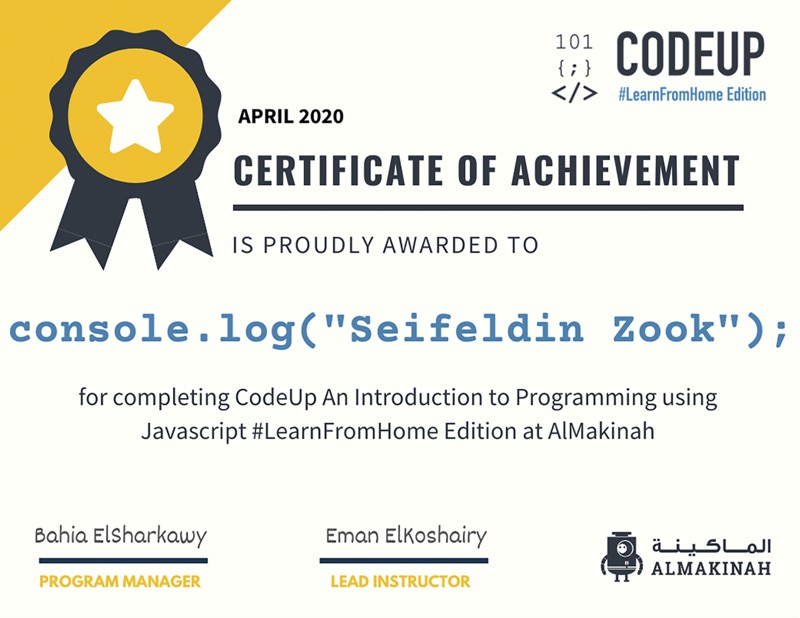 101
{;}
</>
CODEUP
#LearnFromHome Edition
APRIL 2020
CERTIFICATE OF ACHIEVEMENT
IS PROUDLY AWARDED TO
console.log("Seifeldin Zook");
for completing CodeUp An Introduction to Programming using
Javascript #LearnFromHome Edition at AlMakinah
Bahia ElSharkawy
PROGRAM MANAGER
Eman ElKoshairy
LEAD INSTRUCTOR
الماكينة
ALMAKINAH